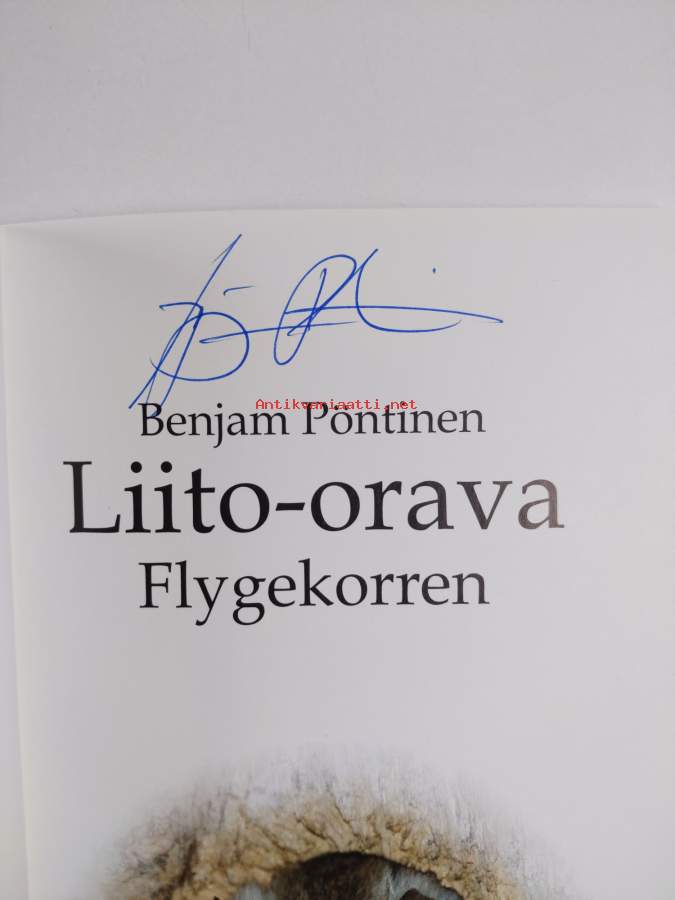 Antikvariaatti.net
Benjam Pöntinen
Liito-orava
Flygekorren